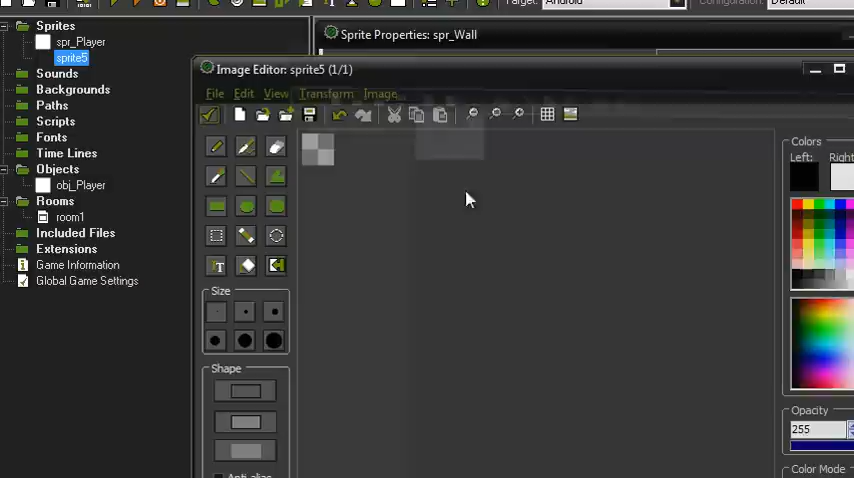 Target: Android
Configuration: Default
Sprites
spr_Player
sprite5
Sounds
Backgrounds
Paths
Scripts
Fonts
Time Lines
Objects
obj_Player
Rooms
room1
Included Files
Extensions
Game Information
Global Game Settings
Sprite Properties: spr_Wall
Image Editor: sprite5 (1/1)
File Edit View Transform Image
Size
Shape
Anti-alias
Colors
Left: Right
Opacity
255
Color Mode